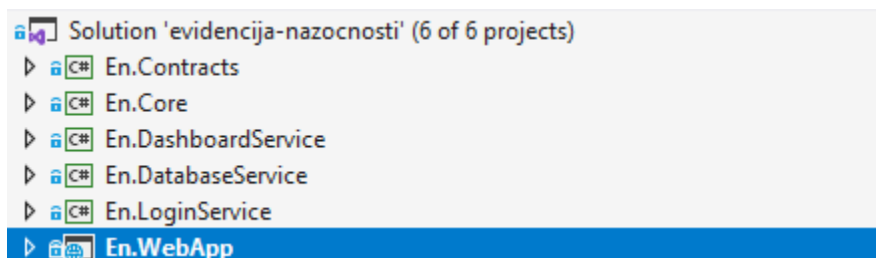 Solution 'evidencija-nazocnosti' (6 of 6 projects)
C# En.Contracts
C# En.Core
C# En.DashboardService
C# En.DatabaseService
C# En.LoginService
En.WebApp